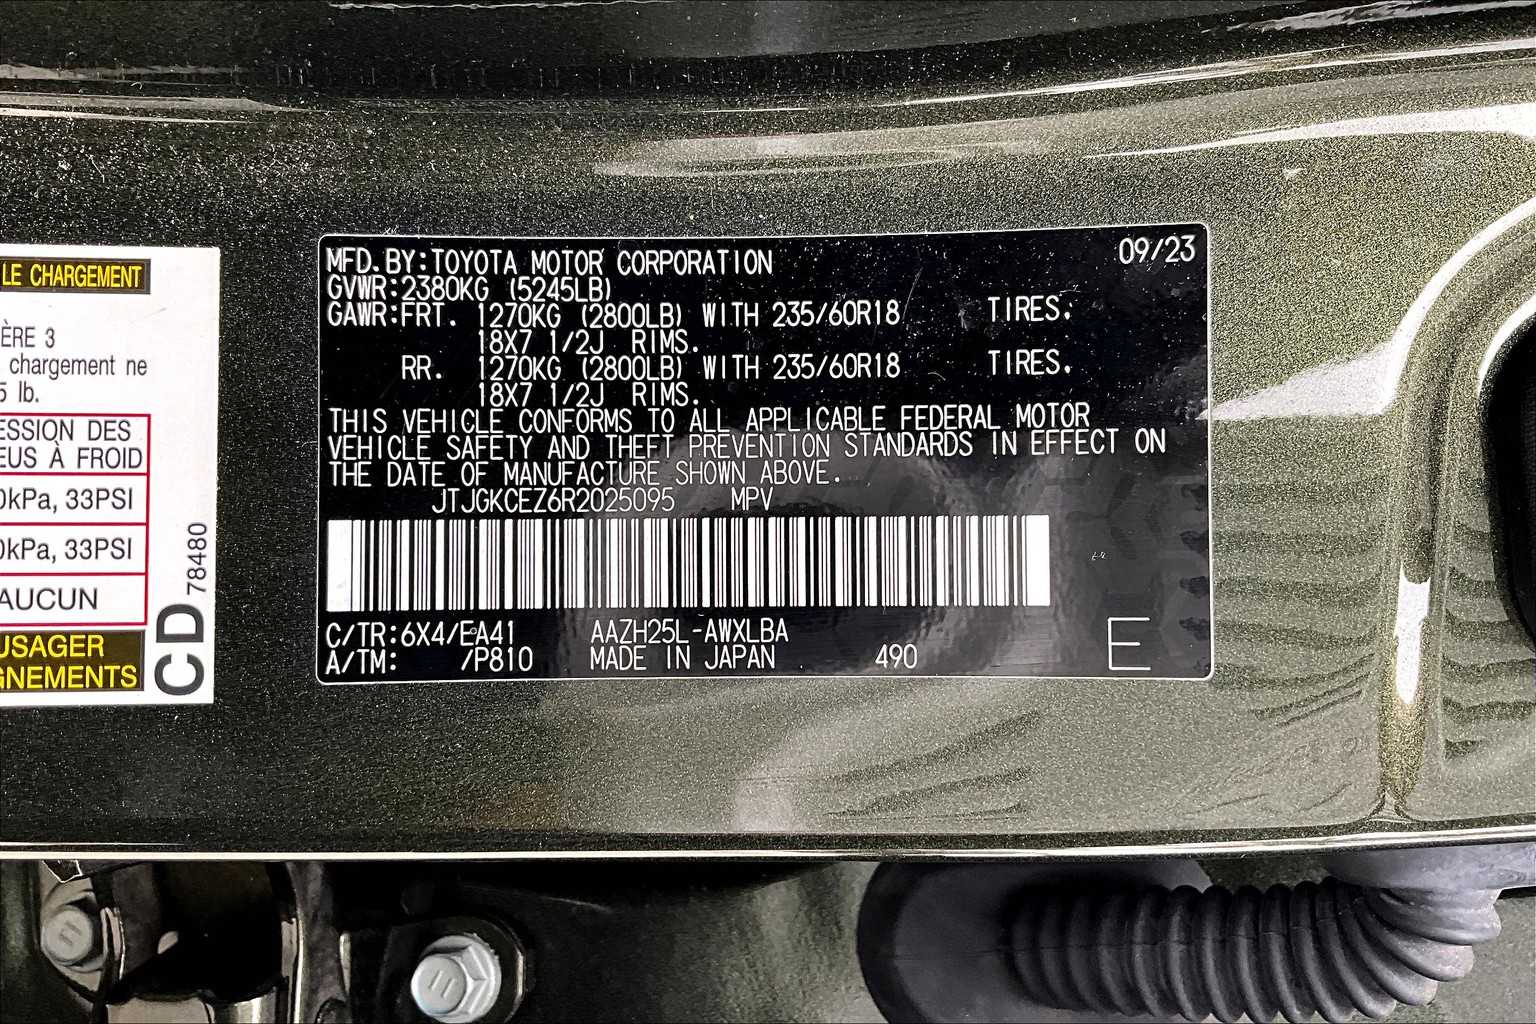 LE CHARGEMENT
ÈRE 3
chargement ne
5 lb.
ESSION DES
EUS À FROID
0kPa, 33PSI
0kPa, 33PSI
AUCUN
USAGER
GNEMENTS
CD 78480
MFD.BY:TOYOTA MOTOR CORPORATION 09/23
GVWR:2380KG (5245LB)
GAWR:FRT. 1270KG (2800LB) WITH 235/60R18 TIRES,
18X7 1/2J RIMS.
RR. 1270KG (2800LB) WITH 235/60R18 TIRES,
18X7 1/2J RIMS.
THIS VEHICLE CONFORMS TO ALL APPLICABLE FEDERAL MOTOR
VEHICLE SAFETY AND THEFT PREVENTION STANDARDS IN EFFECT ON
THE DATE OF MANUFACTURE SHOWN ABOVE.
JTJGKCEZ6R2025095 MPV
C/TR:6X4/EA41 AAZH25L-AWXLBA
A/TM: /P810 MADE IN JAPAN 490 E